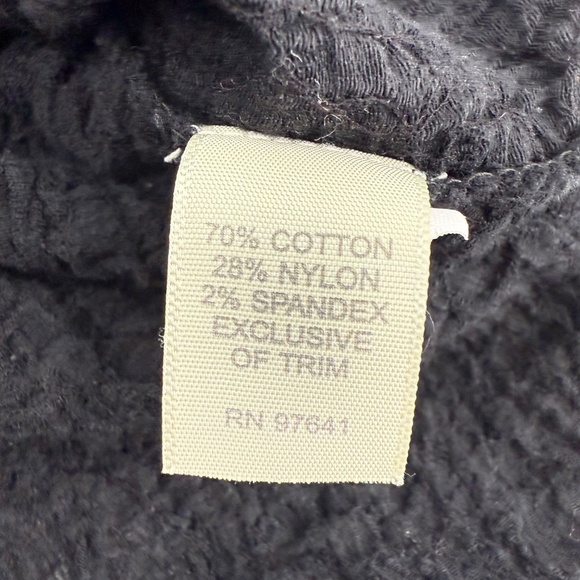 70% COTTON
28% NYLON
2% SPANDEX
EXCLUSIVE
OF TRIM
RN 97641